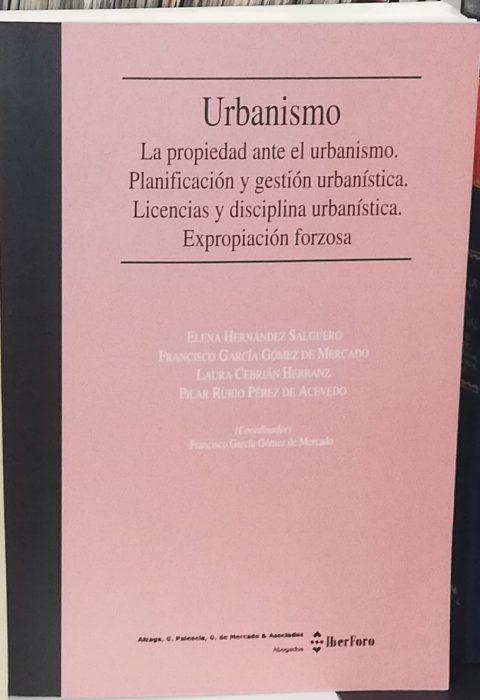 Urbanismo
La propiedad ante el urbanismo.
Planificación y gestión urbanística.
Licencias y disciplina urbanística.
Expropiación forzosa
ELENA HERNÁNDEZ SALGUERO
FRANCISCO GARCÍA GÓMEZ DE MERCADO
LAURA CEBRIÁN HERRANZ
PILAR RUBIO PÉREZ DE ACEVEDO
(Coordinador)
Francisco García Gómez de Mercado
Alzaga, G. Palencia, G. de Mercado & Asociados
Abogados
IberForo